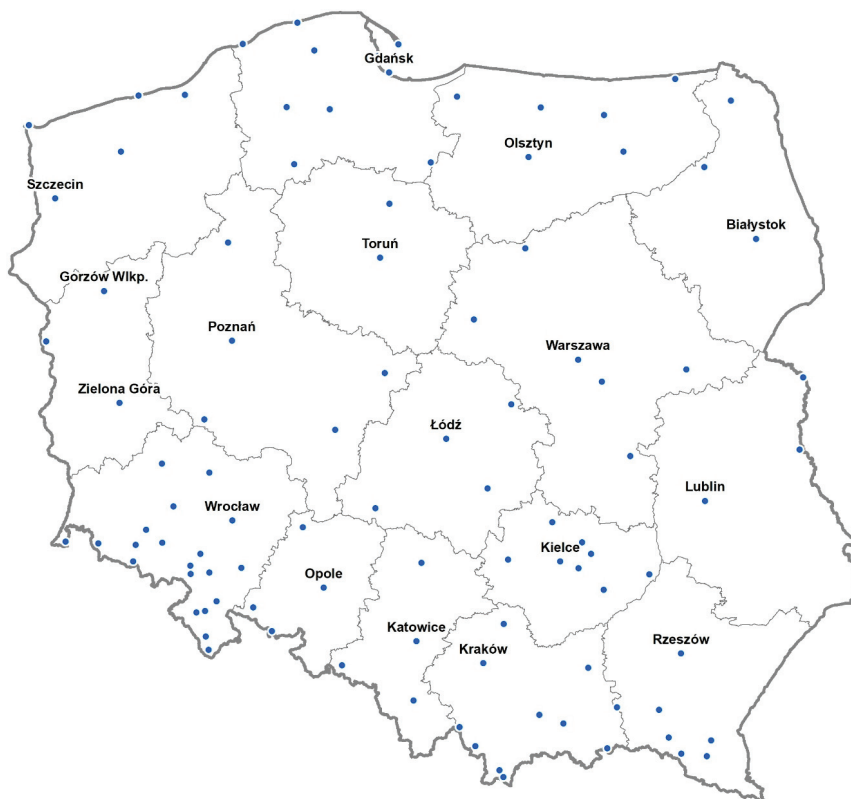 Gdańsk
Olsztyn
Szczecin
Białystok
Toruń
Gorzów Wlkp.
Poznań
Warszawa
Zielona Góra
Łódź
Lublin
Wrocław
Kielce
Opole
Katowice
Rzeszów
Kraków